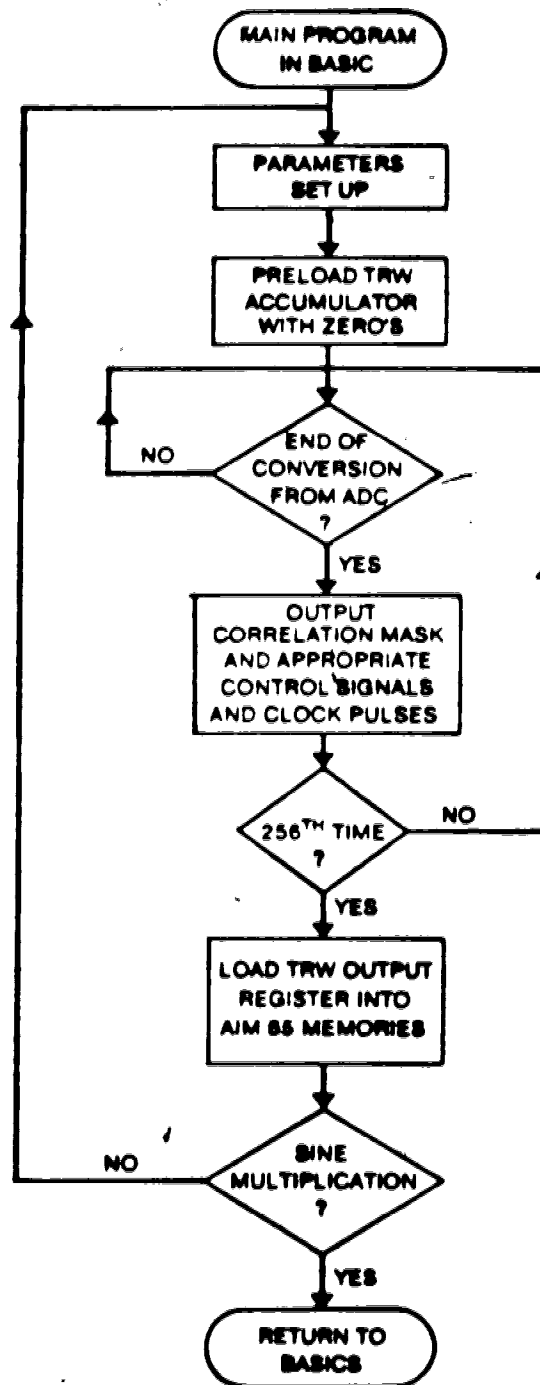 MAIN PROGRAM
IN BASIC
PARAMETERS
SET UP
PRELOAD TRW
ACCUMULATOR
WITH ZERO'S
END OF
CONVERSION
FROM ADC
?
NO
YES
OUTPUT
CORRELATION MASK
AND APPROPRIATE
CONTROL SIGNALS
AND CLOCK PULSES
256TH TIME
?
NO
YES
LOAD TRW OUTPUT
REGISTER INTO
AIM 65 MEMORIES
SINE
MULTIPLICATION
?
NO
YES
RETURN TO
BASICS